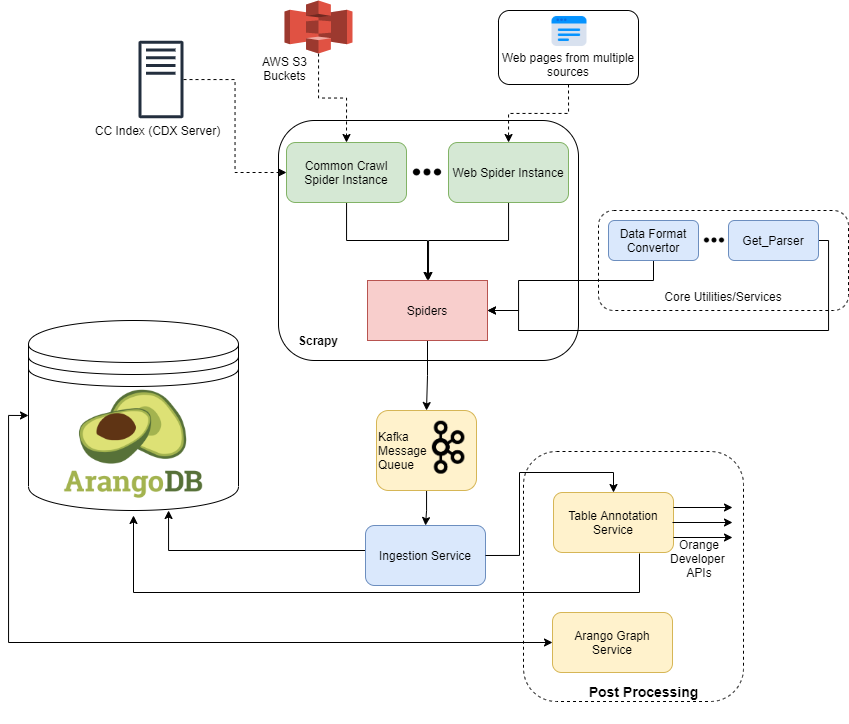 AWS S3
Buckets
Web pages from multiple
sources
CC Index (CDX Server)
Common Crawl
Spider Instance
Web Spider Instance
Data Format
Convertor
Get_Parser
Core Utilities/Services
Spiders
Scrapy
ArangoDB
Kafka
Message
Queue
Table Annotation
Service
Orange
Developer
APIs
Ingestion Service
Arango Graph
Service
Post Processing